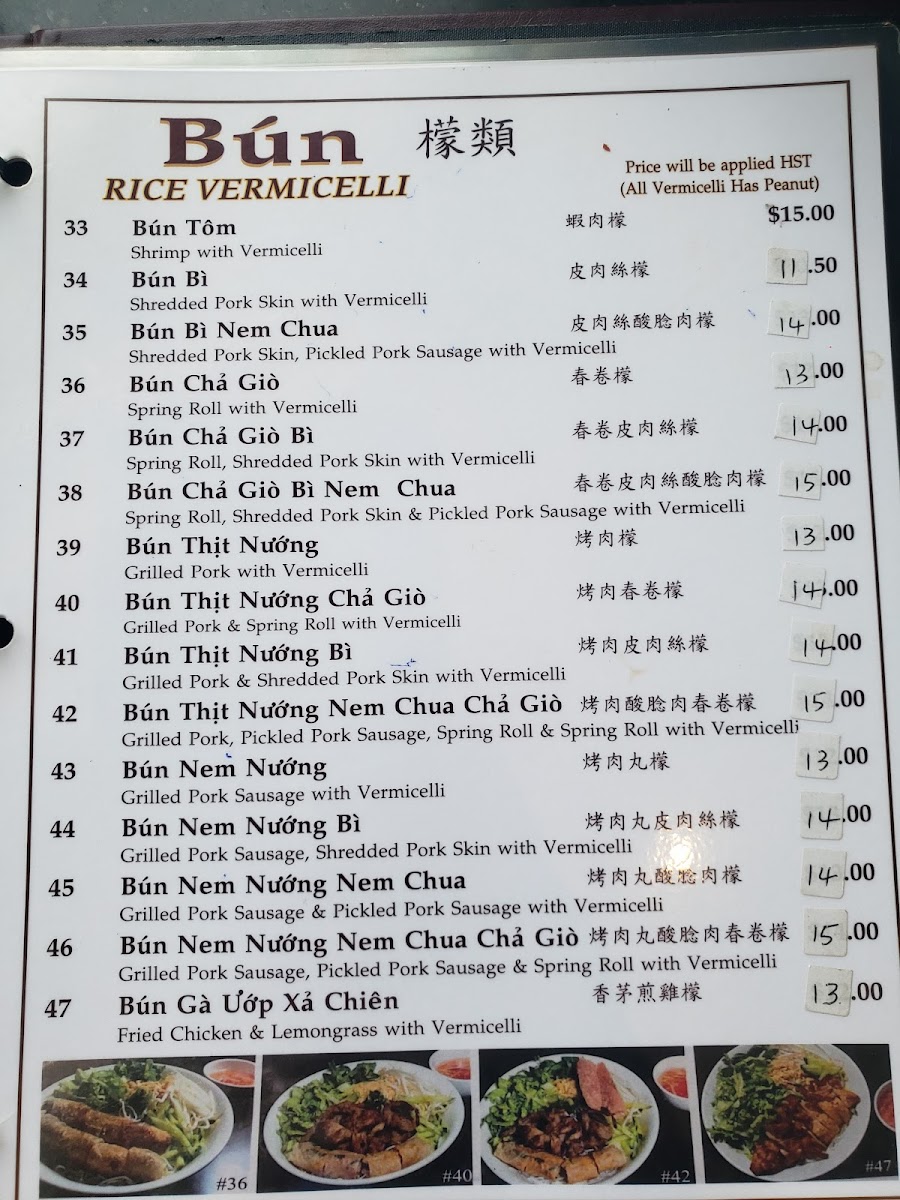 Bún 檬類
RICE VERMICELLI
Price will be applied HST
(All Vermicelli Has Peanut)
33 Bún Tôm 蝦肉檬 $15.00
Shrimp with Vermicelli
34 Bún Bì 皮肉絲檬 11.50
Shredded Pork Skin with Vermicelli
35 Bún Bì Nem Chua 皮肉絲酸腍肉檬 14.00
Shredded Pork Skin, Pickled Pork Sausage with Vermicelli
36 Bún Chả Giò 春卷檬 13.00
Spring Roll with Vermicelli
37 Bún Chả Giò Bì 春卷皮肉絲檬 14.00
Spring Roll, Shredded Pork Skin with Vermicelli
38 Bún Chả Giò Bì Nem Chua 春卷皮肉絲酸腍肉檬 15.00
Spring Roll, Shredded Pork Skin & Pickled Pork Sausage with Vermicelli
39 Bún Thịt Nướng 烤肉檬 13.00
Grilled Pork with Vermicelli
40 Bún Thịt Nướng Chả Giò 烤肉春卷檬 14.00
Grilled Pork & Spring Roll with Vermicelli
41 Bún Thịt Nướng Bì 烤肉皮肉絲檬 14.00
Grilled Pork & Shredded Pork Skin with Vermicelli
42 Bún Thịt Nướng Nem Chua Chả Giò 烤肉酸腍肉春卷檬 15.00
Grilled Pork, Pickled Pork Sausage, Spring Roll & Spring Roll with Vermicelli
43 Bún Nem Nướng 烤肉丸檬 13.00
Grilled Pork Sausage with Vermicelli
44 Bún Nem Nướng Bì 烤肉丸皮肉絲檬 14.00
Grilled Pork Sausage, Shredded Pork Skin with Vermicelli
45 Bún Nem Nướng Nem Chua 烤肉丸酸腍肉檬 14.00
Grilled Pork Sausage & Pickled Pork Sausage with Vermicelli
46 Bún Nem Nướng Nem Chua Chả Giò 烤肉丸酸腍肉春卷檬 15.00
Grilled Pork Sausage, Pickled Pork Sausage & Spring Roll with Vermicelli
47 Bún Gà Ướp Xả Chiên 香茅煎雞檬 13.00
Fried Chicken & Lemongrass with Vermicelli
#36 #40 #42 #47